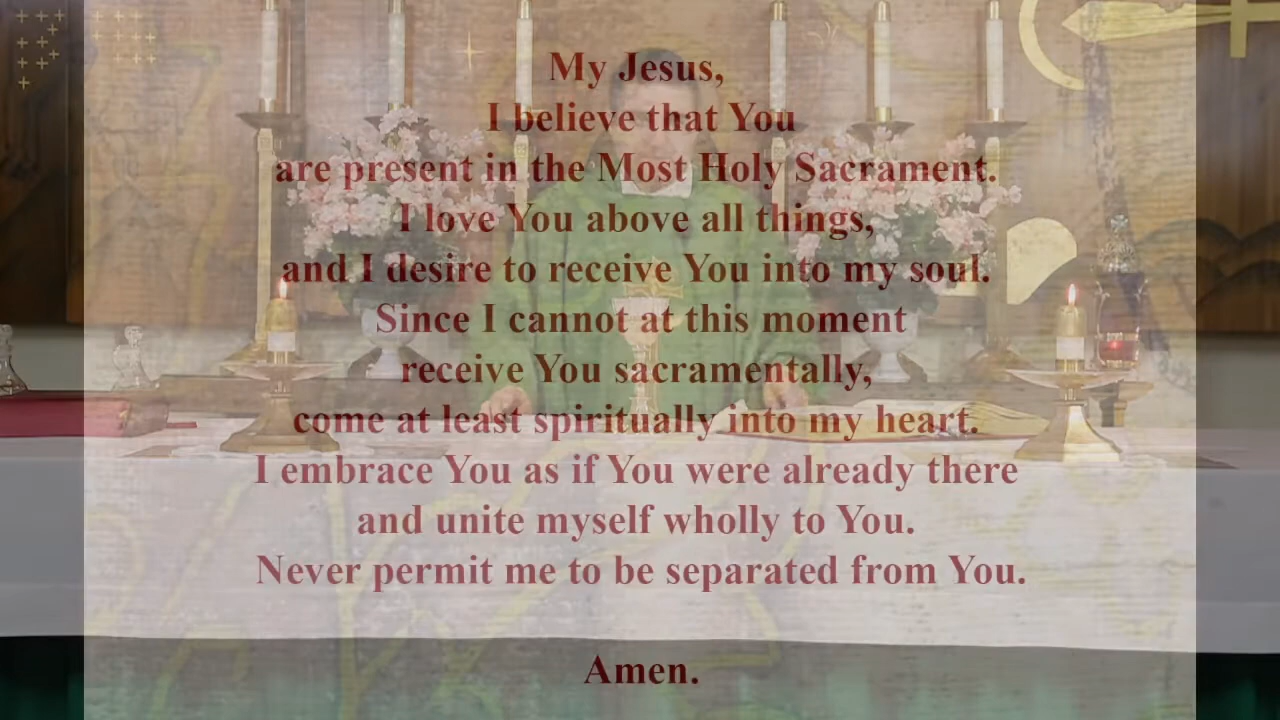 My Jesus,
I believe that You
are present in the Most Holy Sacrament.
I love You above all things,
and I desire to receive You into my soul.
Since I cannot at this moment
receive You sacramentally,
come at least spiritually into my heart.
I embrace You as if You were already there
and unite myself wholly to You.
Never permit me to be separated from You.
Amen.